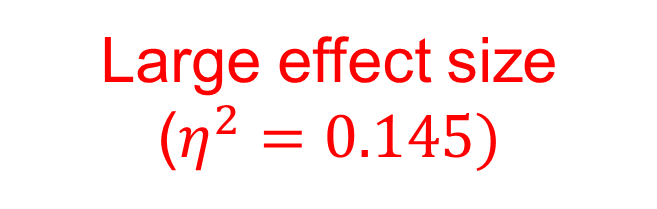 Large effect size
(η² = 0.145)